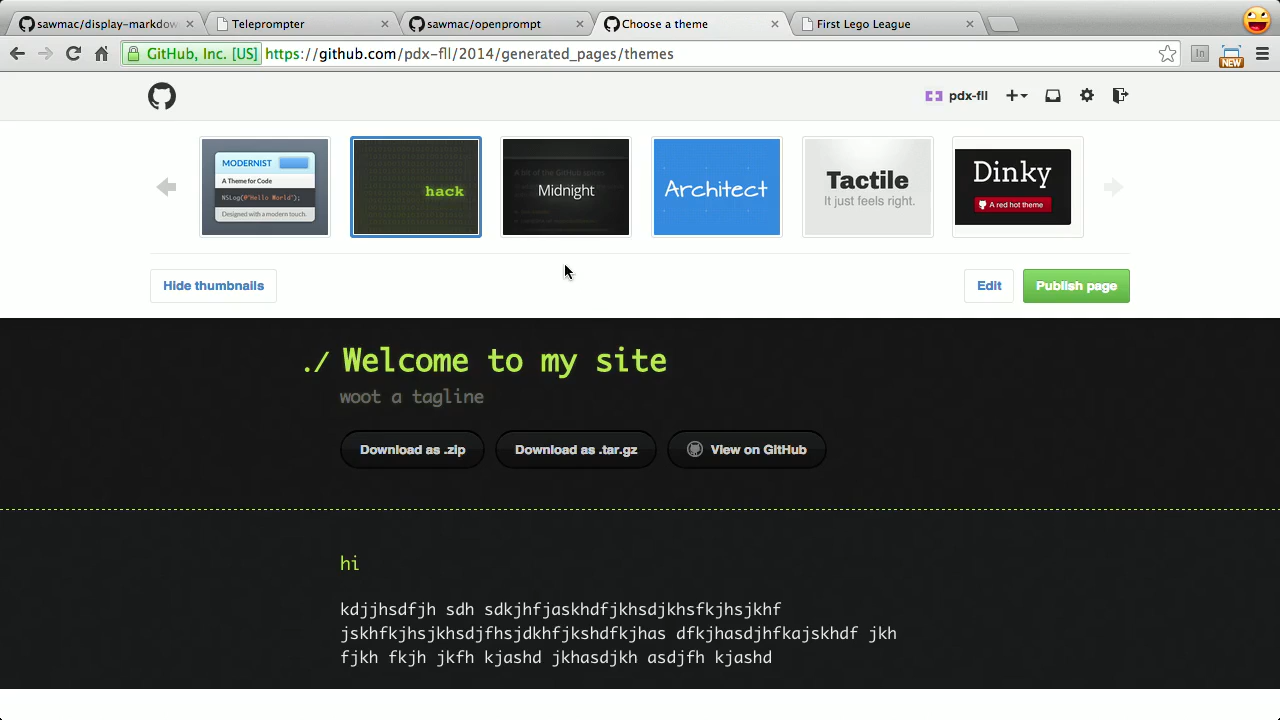 sawmac/display-markdow
Teleprompter
sawmac/openprompt
Choose a theme
First Lego League
GitHub, Inc. [US] https://github.com/pdx-fll/2014/generated_pages/themes
In
NEW
pdx-fll
MODERNIST
A Theme for Code
NSLog(@"Hello World");
Designed with a modern touch.
hack
Midnight
Architect
Tactile
It just feels right.
Dinky
A red hot theme
Hide thumbnails
Edit
Publish page
./ Welcome to my site
woot a tagline
Download as .zip
Download as .tar.gz
View on GitHub
hi
kdjjhsdfjh sdh sdkjhfjaskhdfjkhsdjkhsfkjhsjkhf
jskhfkjhsjkhsdjfhsjdkhfjkshdfkjhas dfkjhasdjhfkajskhdf jkh
fjkh fkjh jkfh kjashd jkhasdjkh asdjfh kjashd